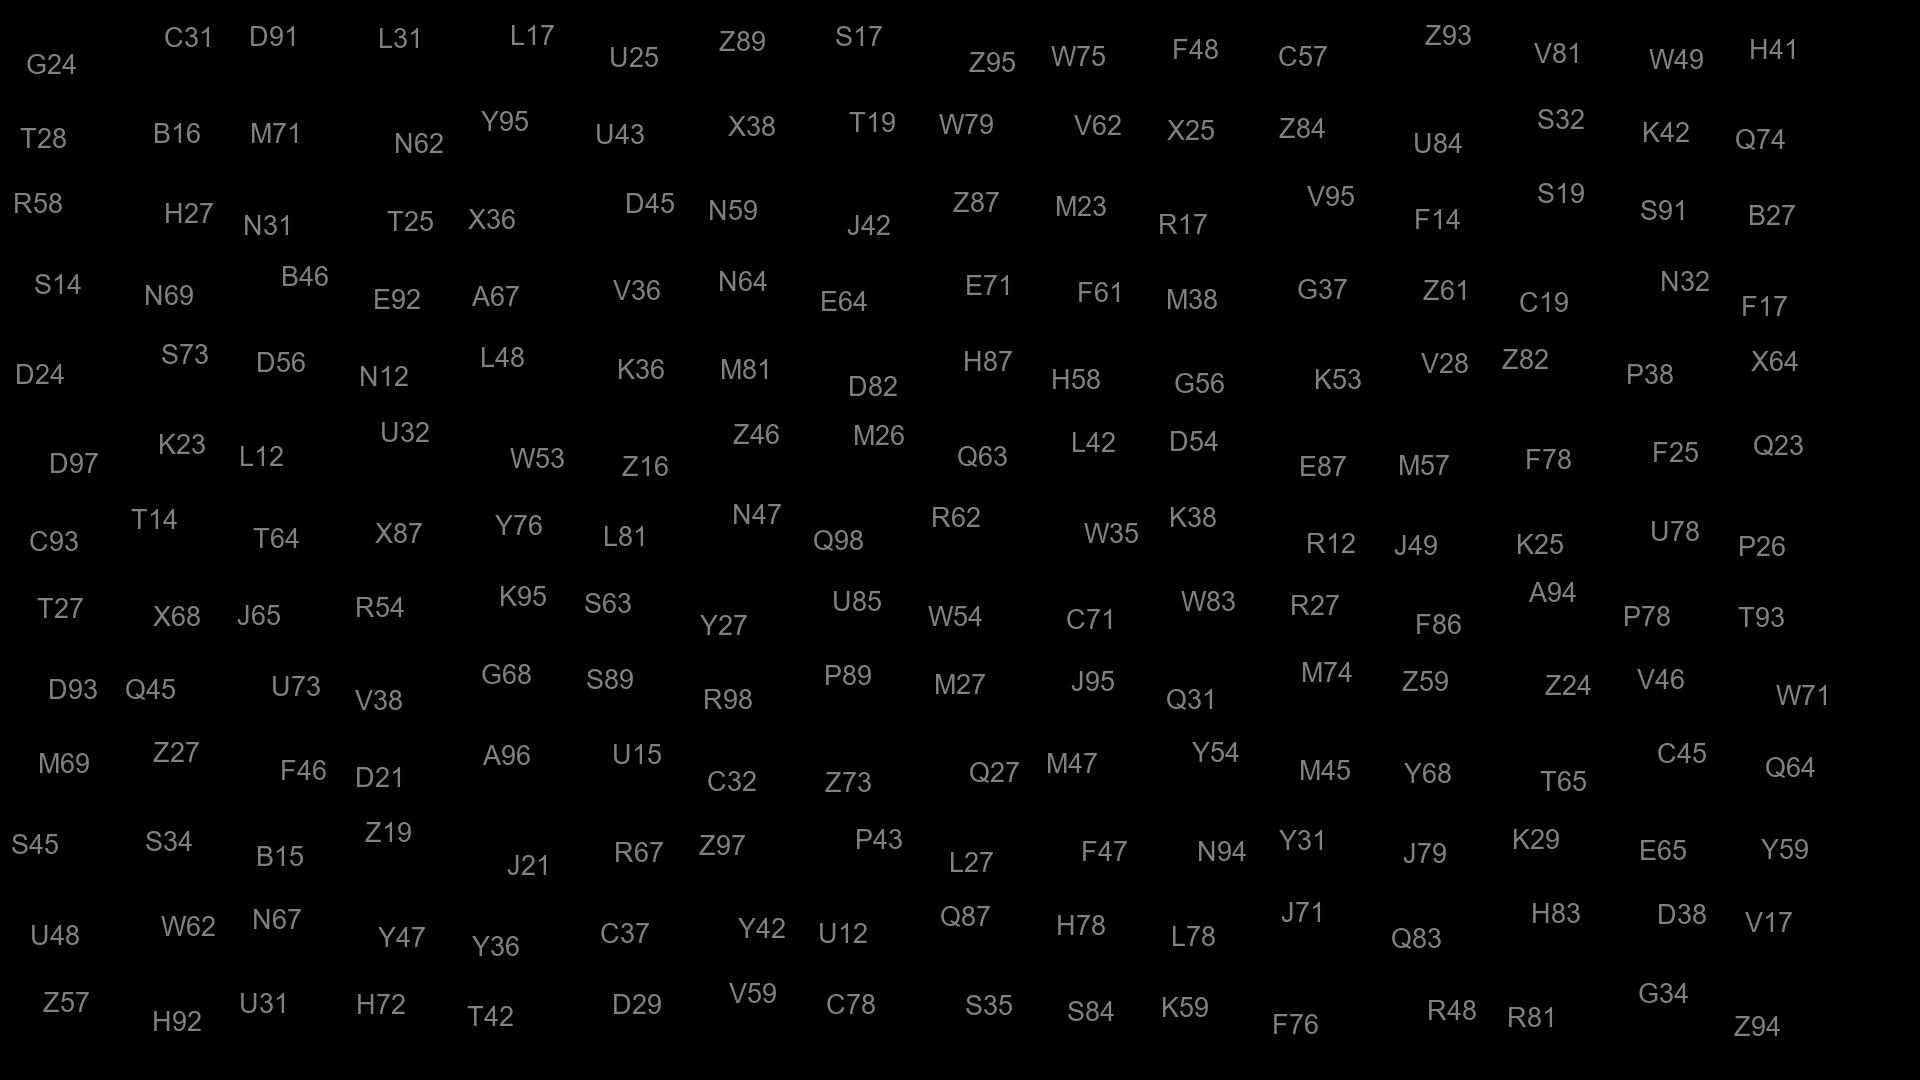 G24 C31 D91 L31 L17 U25 Z89 S17 Z95 W75 F48 C57 Z93 V81 W49 H41
T28 B16 M71 N62 Y95 U43 X38 T19 W79 V62 X25 Z84 U84 S32 K42 Q74
R58 H27 N31 T25 X36 D45 N59 J42 Z87 M23 R17 V95 F14 S19 S91 B27
S14 N69 B46 E92 A67 V36 N64 E64 E71 F61 M38 G37 Z61 C19 N32 F17
D24 S73 D56 N12 L48 K36 M81 D82 H87 H58 G56 K53 V28 Z82 P38 X64
D97 K23 L12 U32 W53 Z16 Z46 M26 Q63 L42 D54 E87 M57 F78 F25 Q23
C93 T14 T64 X87 Y76 L81 N47 Q98 R62 W35 K38 R12 J49 K25 U78 P26
T27 X68 J65 R54 K95 S63 Y27 U85 W54 C71 W83 R27 F86 A94 P78 T93
D93 Q45 U73 V38 G68 S89 R98 P89 M27 J95 Q31 M74 Z59 Z24 V46 W71
M69 Z27 F46 D21 A96 U15 C32 Z73 Q27 M47 Y54 M45 Y68 T65 C45 Q64
S45 S34 B15 Z19 J21 R67 Z97 P43 L27 F47 N94 Y31 J79 K29 E65 Y59
U48 W62 N67 Y47 Y36 C37 Y42 U12 Q87 H78 L78 J71 Q83 H83 D38 V17
Z57 H92 U31 H72 T42 D29 V59 C78 S35 S84 K59 F76 R48 R81 G34 Z94